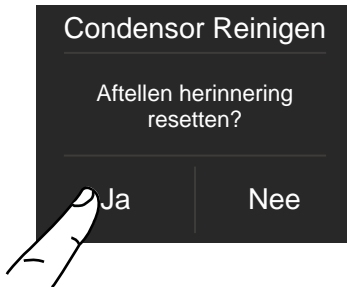 Condensor Reinigen
Aftellen herinnering
resetten?
Ja
Nee